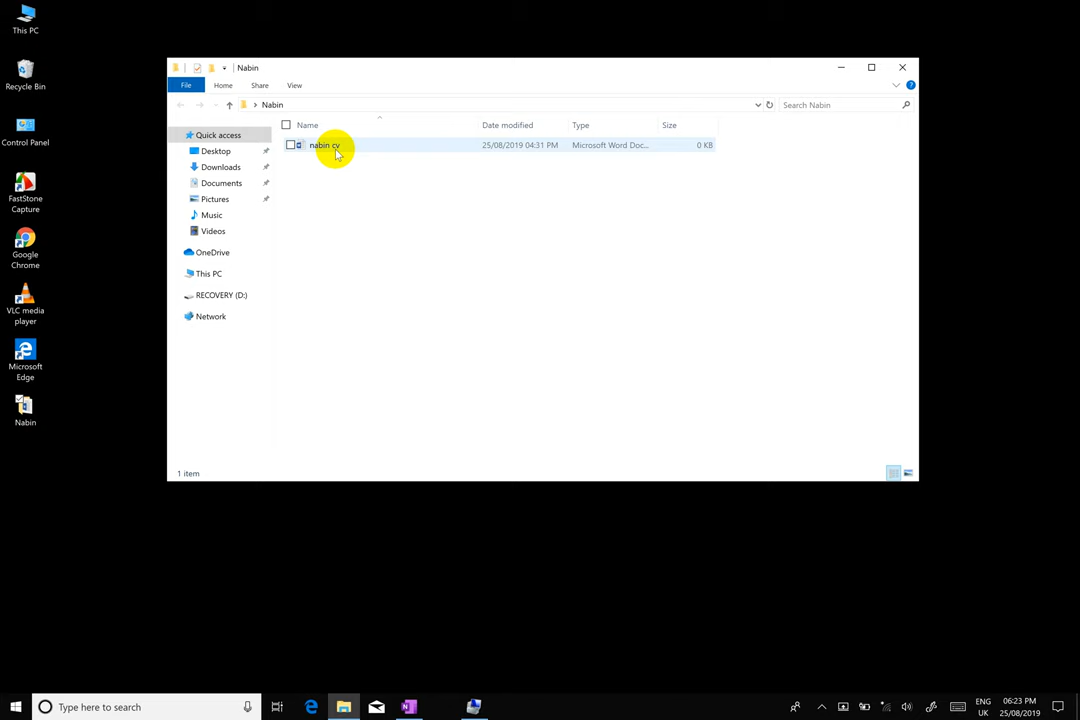 This PC
Recycle Bin
Control Panel
FastStone
Capture
Google
Chrome
VLC media
player
Microsoft
Edge
Nabin
Nabin
File Home Share View
Nabin
Search Nabin
Name Date modified Type Size
nabin cv 25/08/2019 04:31 PM Microsoft Word Doc... 0 KB
Quick access
Desktop
Downloads
Documents
Pictures
Music
Videos
OneDrive
This PC
RECOVERY (D:)
Network
1 item
Type here to search
ENG
UK
06:23 PM
25/08/2019